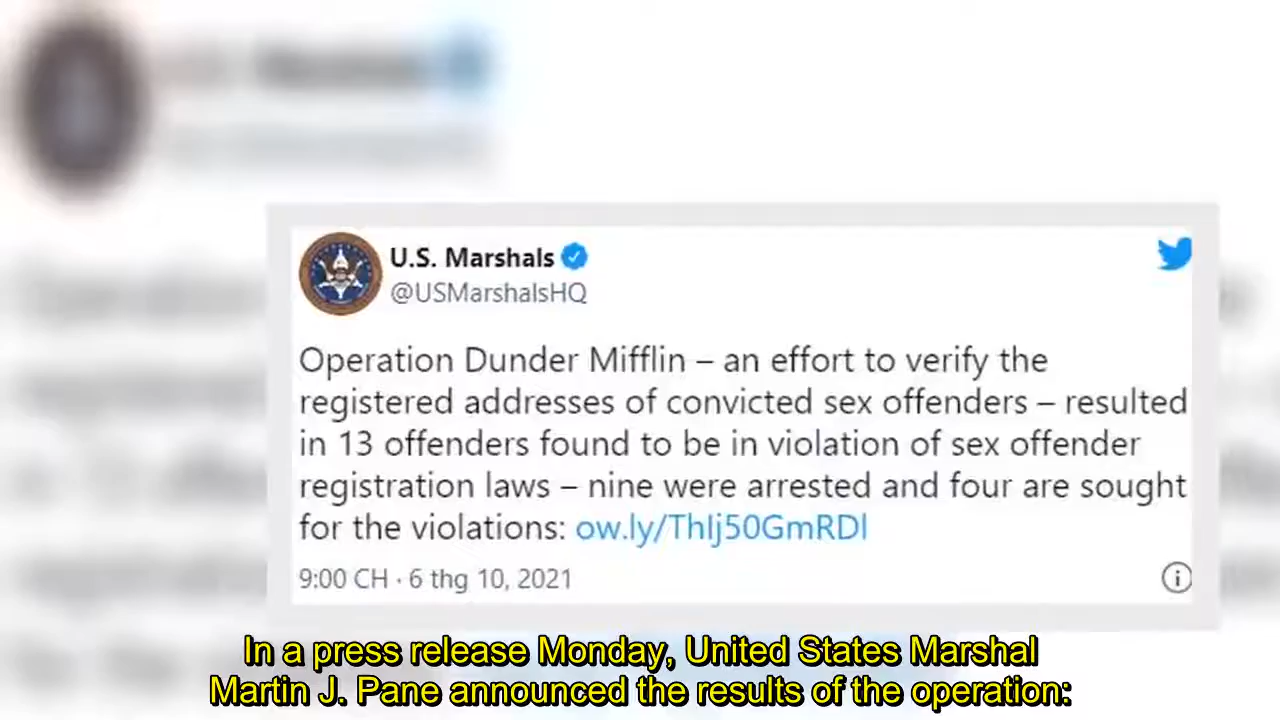 U.S. Marshals
@USMarshalsHQ
Operation Dunder Mifflin – an effort to verify the
registered addresses of convicted sex offenders – resulted
in 13 offenders found to be in violation of sex offender
registration laws – nine were arrested and four are sought
for the violations: ow.ly/ThIj50GmRDl
9:00 CH · 6 thg 10, 2021
In a press release Monday, United States Marshal
Martin J. Pane announced the results of the operation: